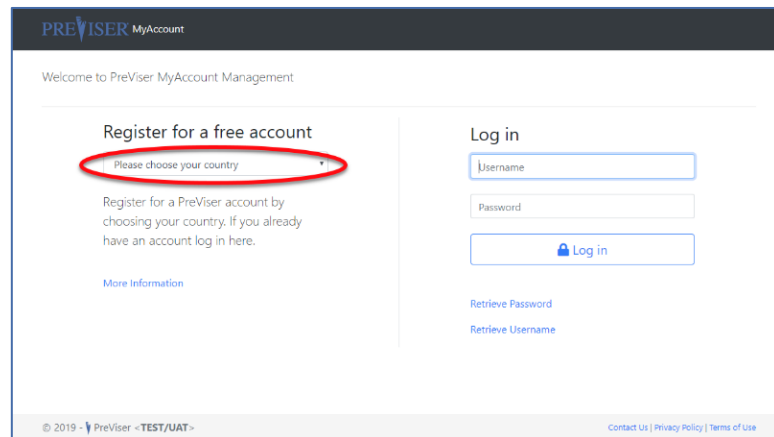 PREVISER MyAccount
Welcome to PreViser MyAccount Management
Register for a free account
Please choose your country
Register for a PreViser account by
choosing your country. If you already
have an account log in here.
More Information
Log in
Username
Password
Log in
Retrieve Password
Retrieve Username
© 2019 - PreViser <TEST/UAT>
Contact Us | Privacy Policy | Terms of Use